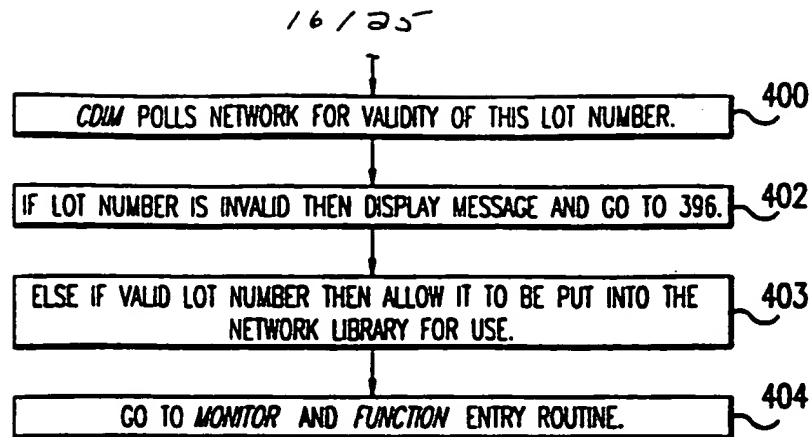 16/25
CDIM POLLS NETWORK FOR VALIDITY OF THIS LOT NUMBER.
400
IF LOT NUMBER IS INVALID THEN DISPLAY MESSAGE AND GO TO 396.
402
ELSE IF VALID LOT NUMBER THEN ALLOW IT TO BE PUT INTO THE
NETWORK LIBRARY FOR USE.
403
GO TO MONITOR AND FUNCTION ENTRY ROUTINE.
404